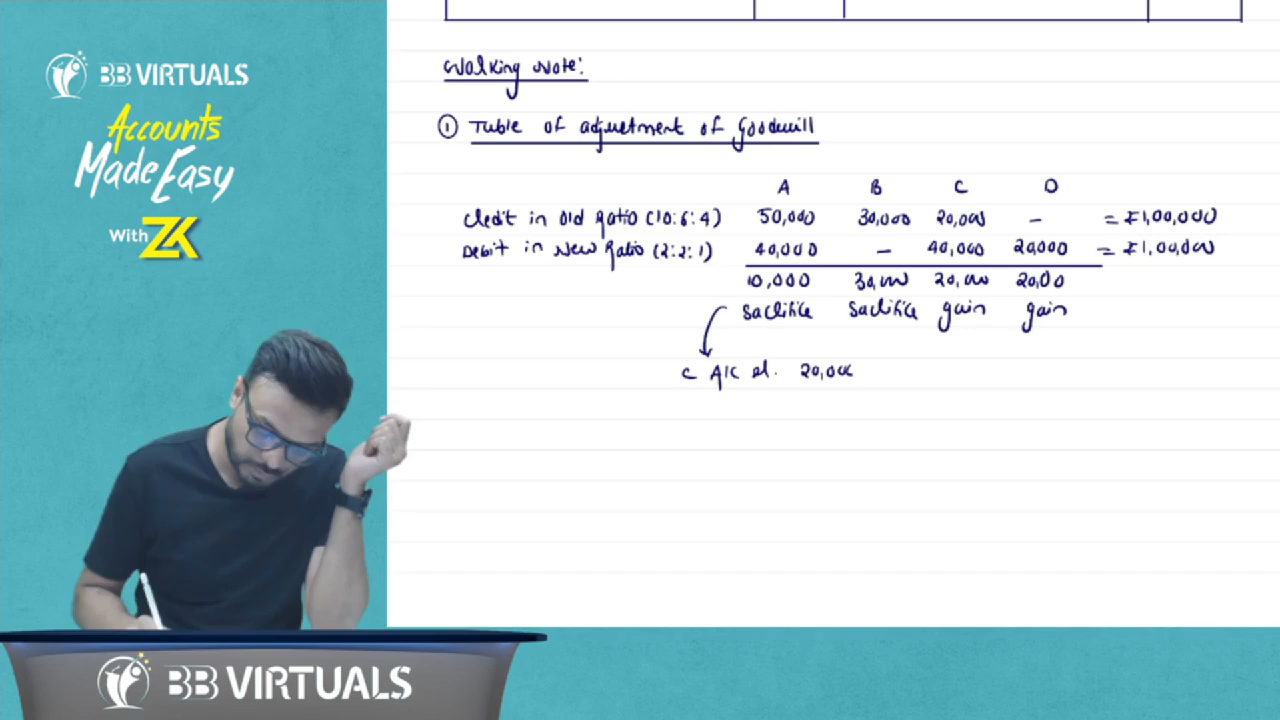 BB VIRTUALS
Accounts
Made Easy
With ZK
Working Note:
① Table of adjustment of Goodwill
A B C D
Credit in Old Ratio (10:6:4) 50,000 30,000 20,000 – = ₹1,00,000
Debit in New Ratio (2:2:1) 40,000 – 40,000 20,000 = ₹1,00,000
10,000 30,000 20,000 20,00
Sacrifice Sacrifice gain gain
C A/C dr. 20,000
BB VIRTUALS